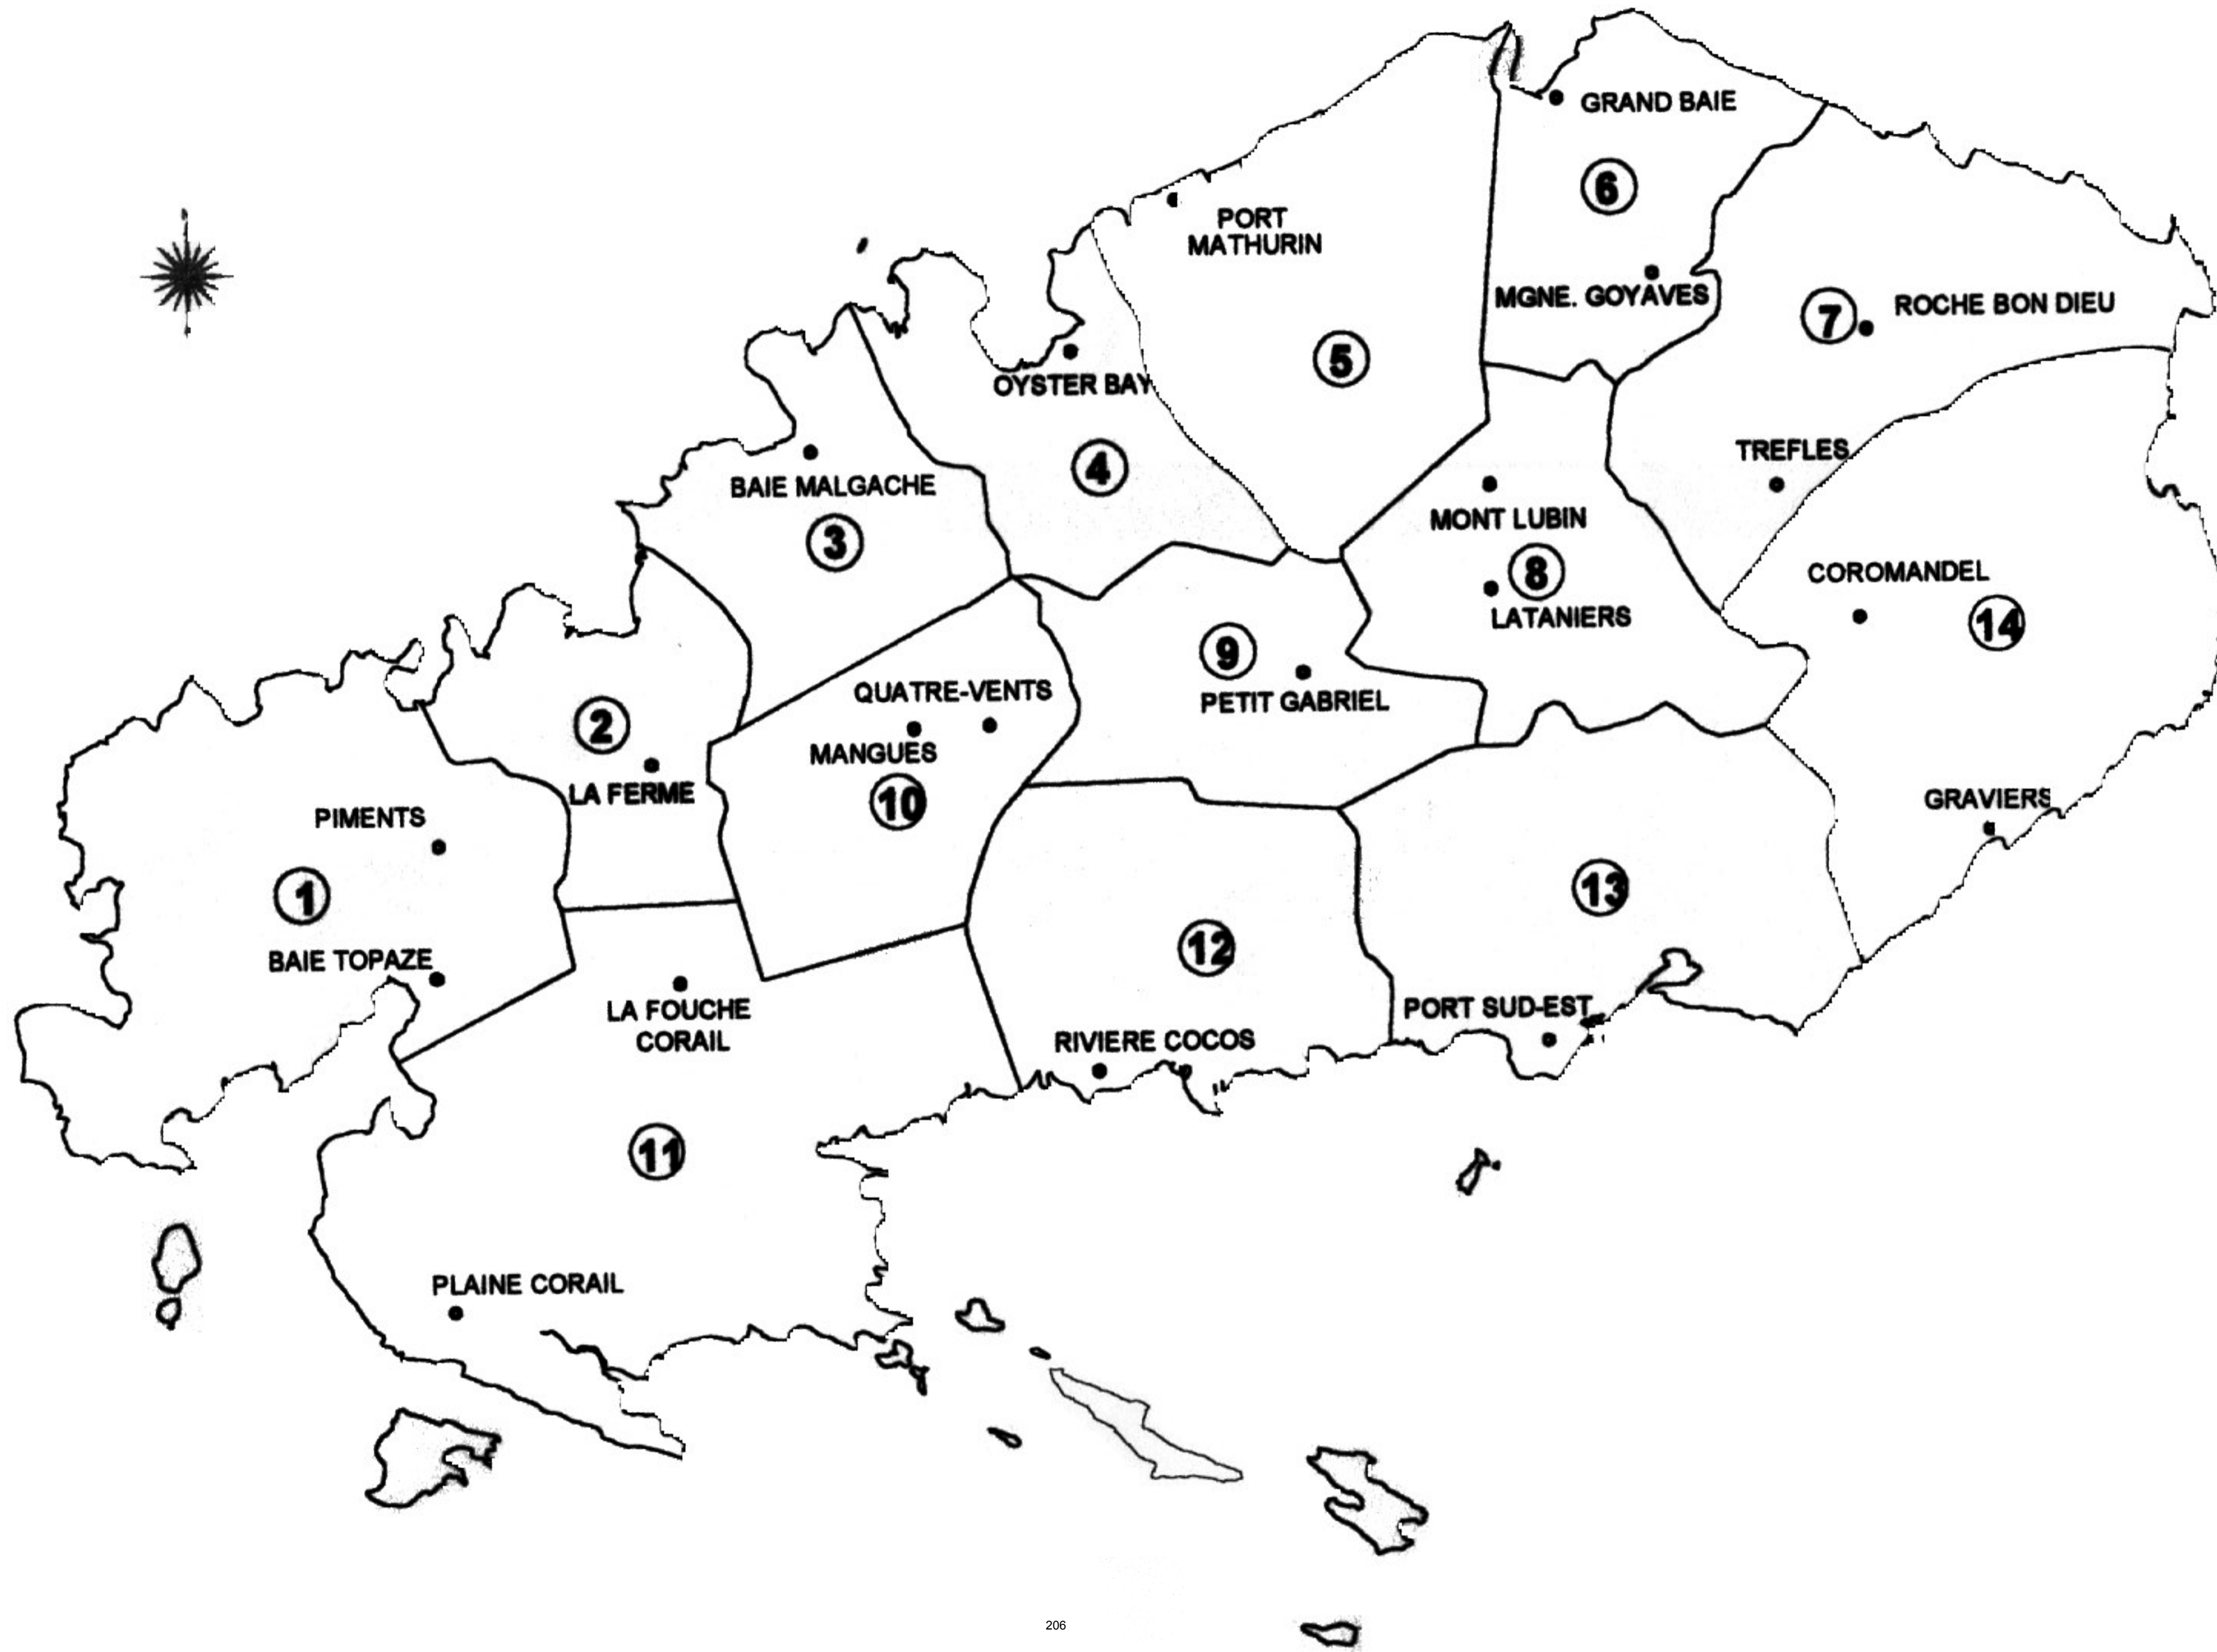 GRAND BAIE
6
PORT
MATHURIN
MGNE. GOYAVES
7
ROCHE BON DIEU
5
OYSTER BAY
4
TREFLES
BAIE MALGACHE
3
MONT LUBIN
8
COROMANDEL
14
LATANIERS
9
PETIT GABRIEL
QUATRE-VENTS
2
MANGUES
10
LA FERME
PIMENTS
GRAVIERS
1
13
12
BAIE TOPAZE
LA FOUCHE
CORAIL
PORT SUD-EST
RIVIERE COCOS
11
PLAINE CORAIL
206